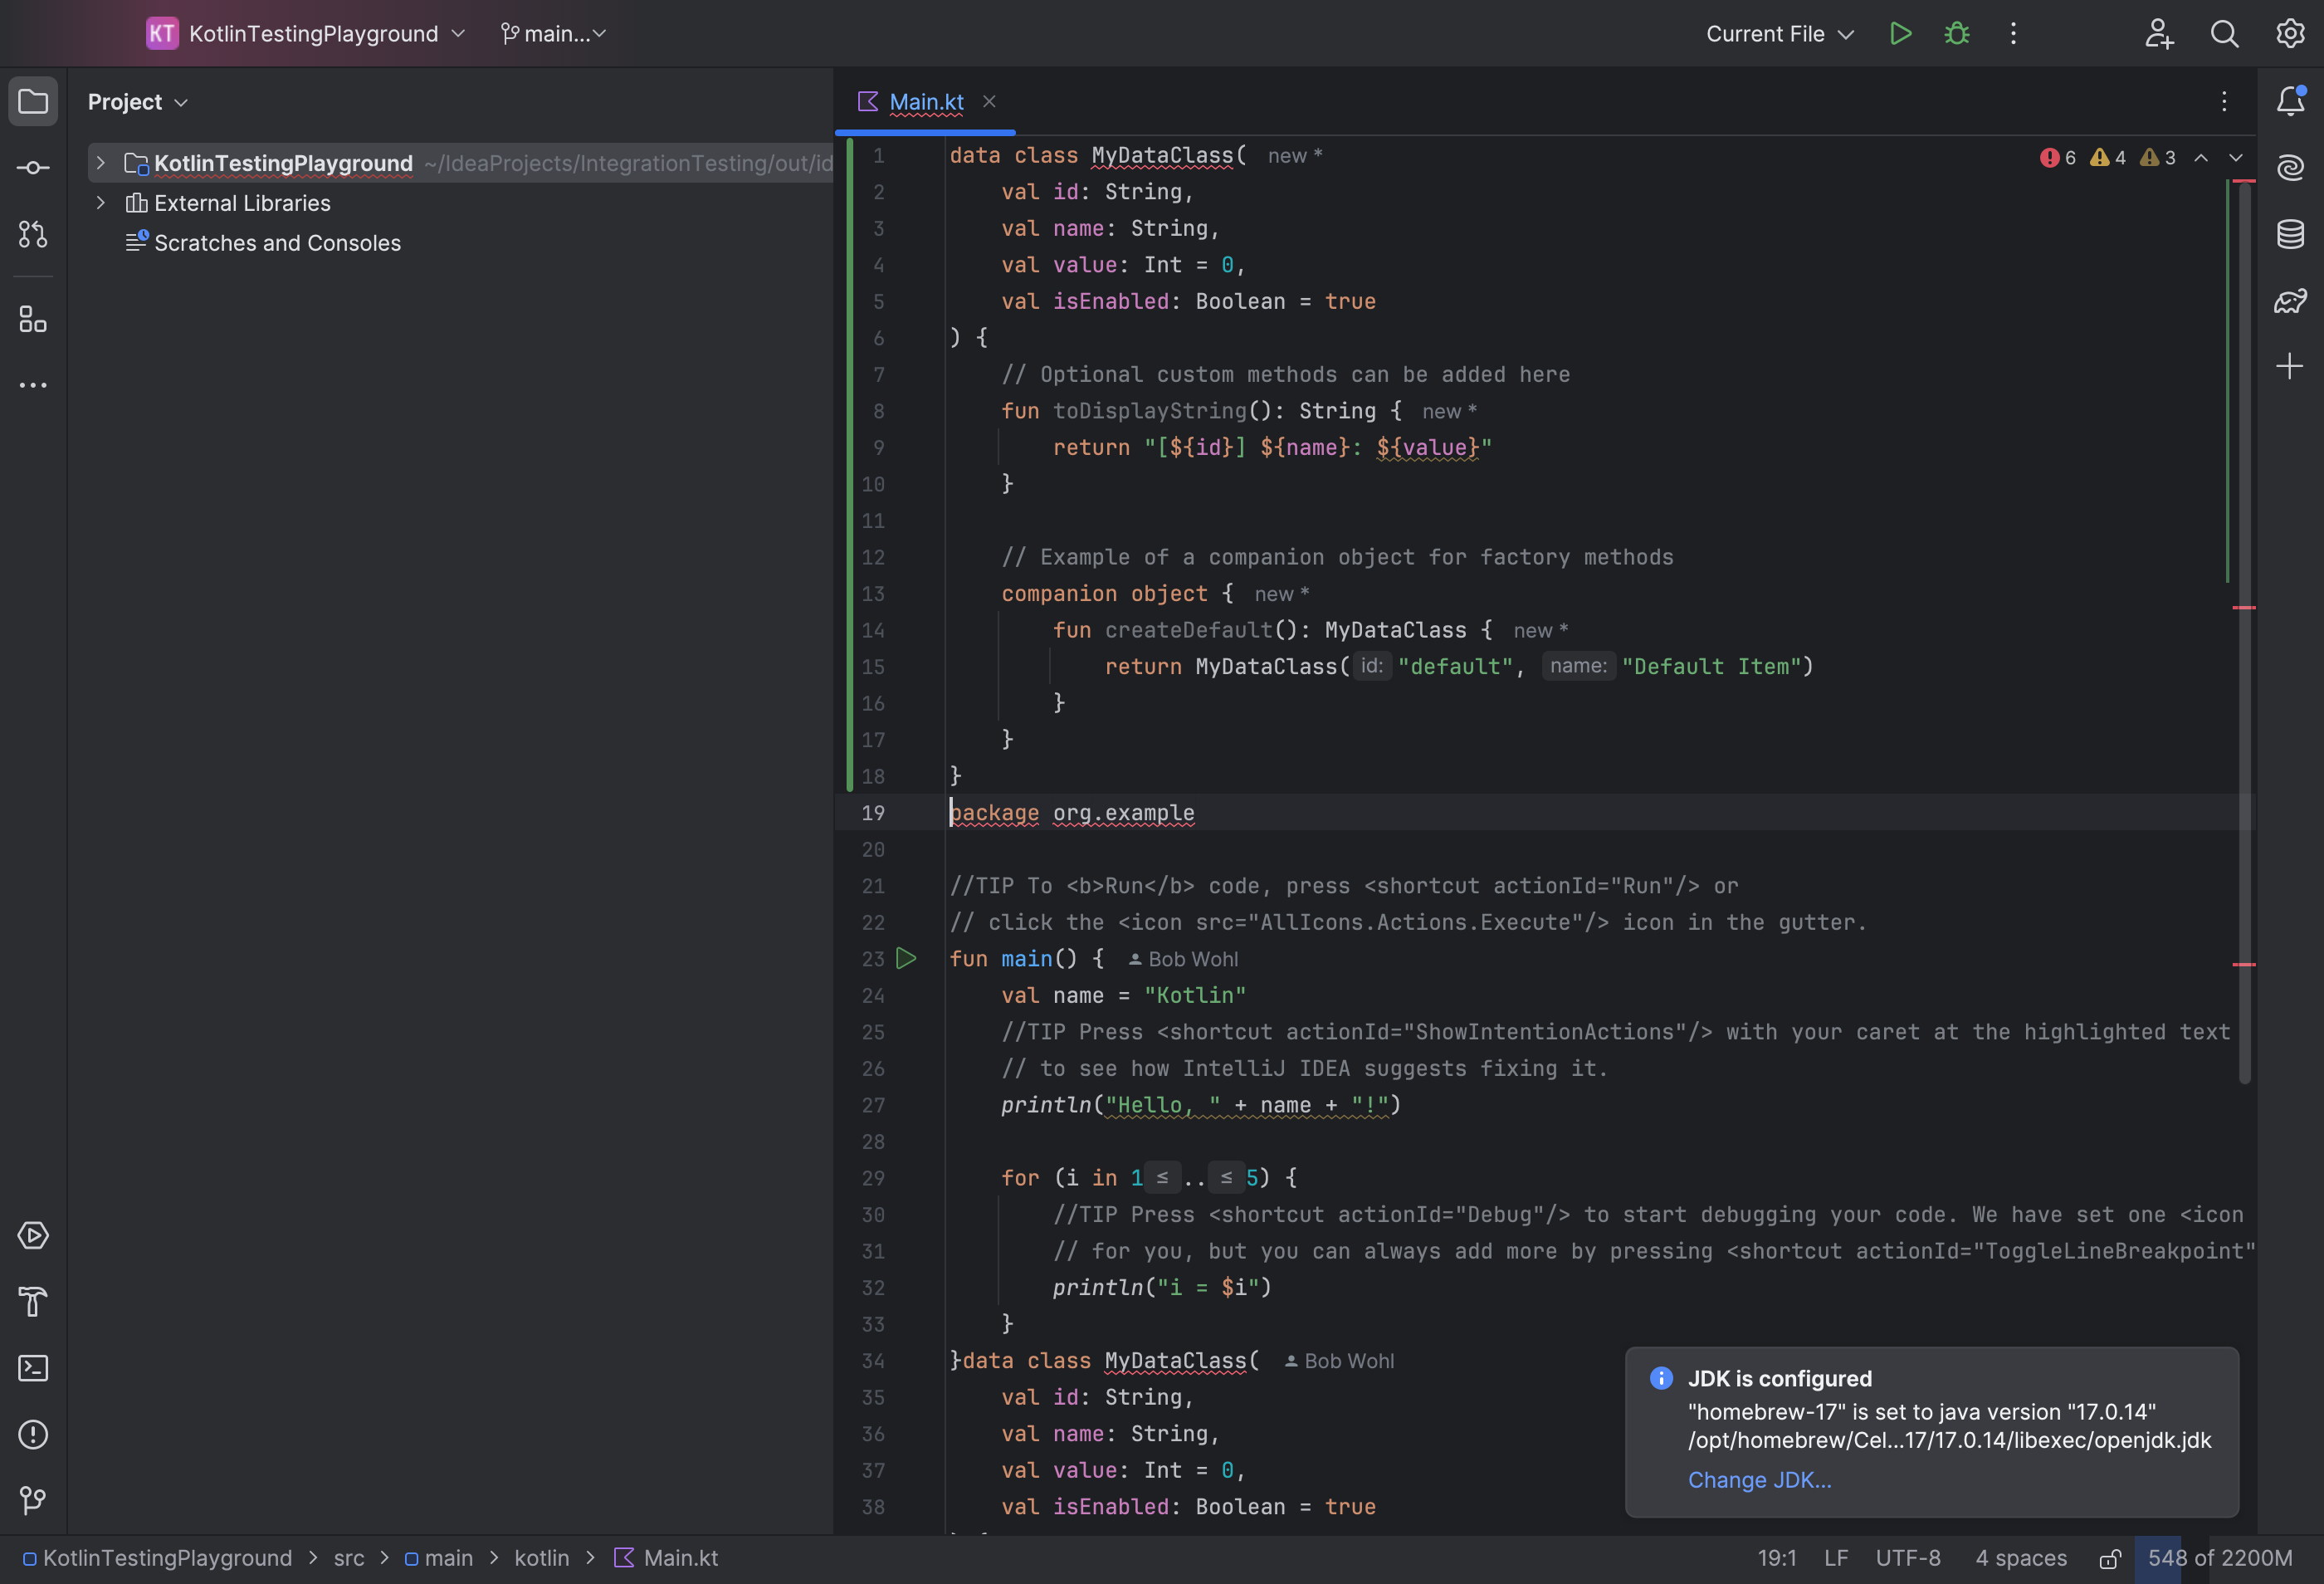 KT KotlinTestingPlayground main... Current File
Project
KotlinTestingPlayground ~/IdeaProjects/IntegrationTesting/out/id
External Libraries
Scratches and Consoles
Main.kt
6 4 3
1 data class MyDataClass( new *
2 val id: String,
3 val name: String,
4 val value: Int = 0,
5 val isEnabled: Boolean = true
6 ) {
7 // Optional custom methods can be added here
8 fun toDisplayString(): String { new *
9 return "[${id}] ${name}: ${value}"
10 }
11
12 // Example of a companion object for factory methods
13 companion object { new *
14 fun createDefault(): MyDataClass { new *
15 return MyDataClass( id: "default", name: "Default Item")
16 }
17 }
18 }
19 package org.example
20
21 //TIP To <b>Run</b> code, press <shortcut actionId="Run"/> or
22 // click the <icon src="AllIcons.Actions.Execute"/> icon in the gutter.
23 fun main() { Bob Wohl
24 val name = "Kotlin"
25 //TIP Press <shortcut actionId="ShowIntentionActions"/> with your caret at the highlighted text
26 // to see how IntelliJ IDEA suggests fixing it.
27 println("Hello, " + name + "!")
28
29 for (i in 1 ≤ .. ≤ 5) {
30 //TIP Press <shortcut actionId="Debug"/> to start debugging your code. We have set one <icon
31 // for you, but you can always add more by pressing <shortcut actionId="ToggleLineBreakpoint"
32 println("i = $i")
33 }
34 }data class MyDataClass( Bob Wohl
35 val id: String,
36 val name: String,
37 val value: Int = 0,
38 val isEnabled: Boolean = true
JDK is configured
"homebrew-17" is set to java version "17.0.14"
/opt/homebrew/Cel...17/17.0.14/libexec/openjdk.jdk
Change JDK...
KotlinTestingPlayground > src > main > kotlin > Main.kt
19:1 LF UTF-8 4 spaces 548 of 2200M